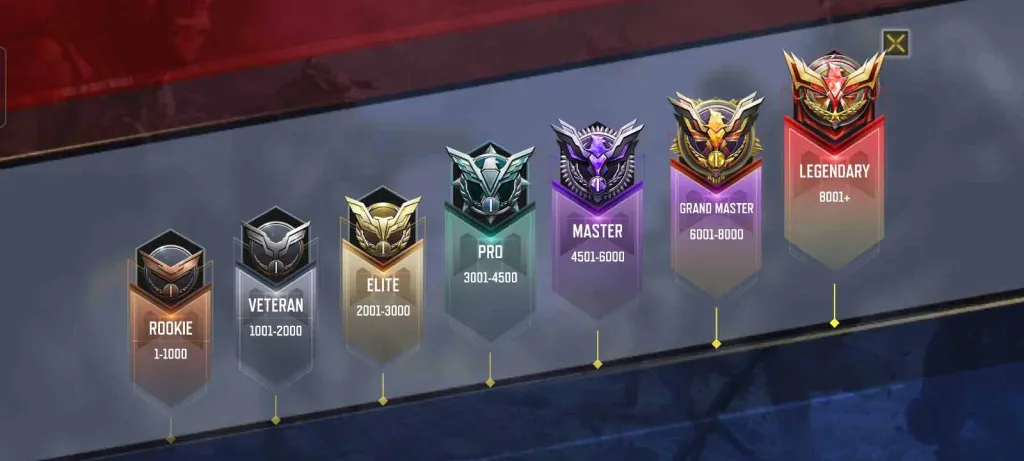 ROOKIE
1-1000
VETERAN
1001-2000
ELITE
2001-3000
PRO
3001-4500
MASTER
4501-6000
GRAND MASTER
6001-8000
LEGENDARY
8001+